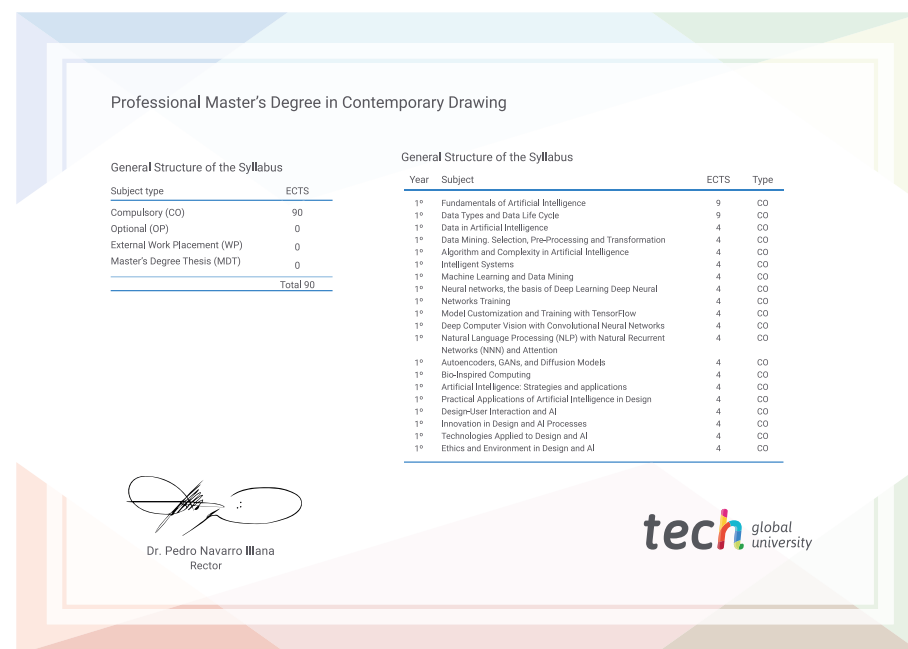 Professional Master's Degree in Contemporary Drawing
General Structure of the Syllabus
Subject type ECTS
Compulsory (CO) 90
Optional (OP) 0
External Work Placement (WP) 0
Master's Degree Thesis (MDT) 0
Total 90
General Structure of the Syllabus
Year Subject ECTS Type
1º Fundamentals of Artificial Intelligence 9 CO
1º Data Types and Data Life Cycle 9 CO
1º Data in Artificial Intelligence 4 CO
1º Data Mining. Selection, Pre-Processing and Transformation 4 CO
1º Algorithm and Complexity in Artificial Intelligence 4 CO
1º Intelligent Systems 4 CO
1º Machine Learning and Data Mining 4 CO
1º Neural networks, the basis of Deep Learning Deep Neural 4 CO
1º Networks Training 4 CO
1º Model Customization and Training with TensorFlow 4 CO
1º Deep Computer Vision with Convolutional Neural Networks 4 CO
1º Natural Language Processing (NLP) with Natural Recurrent 4 CO
Networks (NNN) and Attention
1º Autoencoders, GANs, and Diffusion Models 4 CO
1º Bio-Inspired Computing 4 CO
1º Artificial Intelligence: Strategies and applications 4 CO
1º Practical Applications of Artificial Intelligence in Design 4 CO
1º Design-User Interaction and AI 4 CO
1º Innovation in Design and AI Processes 4 CO
1º Technologies Applied to Design and AI 4 CO
1º Ethics and Environment in Design and AI 4 CO
Dr. Pedro Navarro Illana
Rector
tech global
university